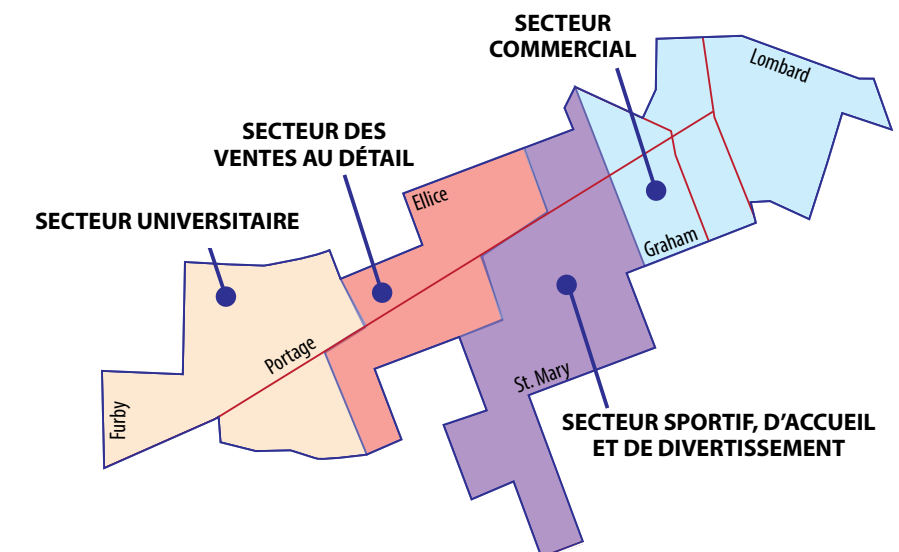 SECTEUR
COMMERCIAL
Lombard
SECTEUR DES
VENTES AU DÉTAIL
Ellice
SECTEUR UNIVERSITAIRE
Graham
Portage
St. Mary
Furby
SECTEUR SPORTIF, D’ACCUEIL
ET DE DIVERTISSEMENT